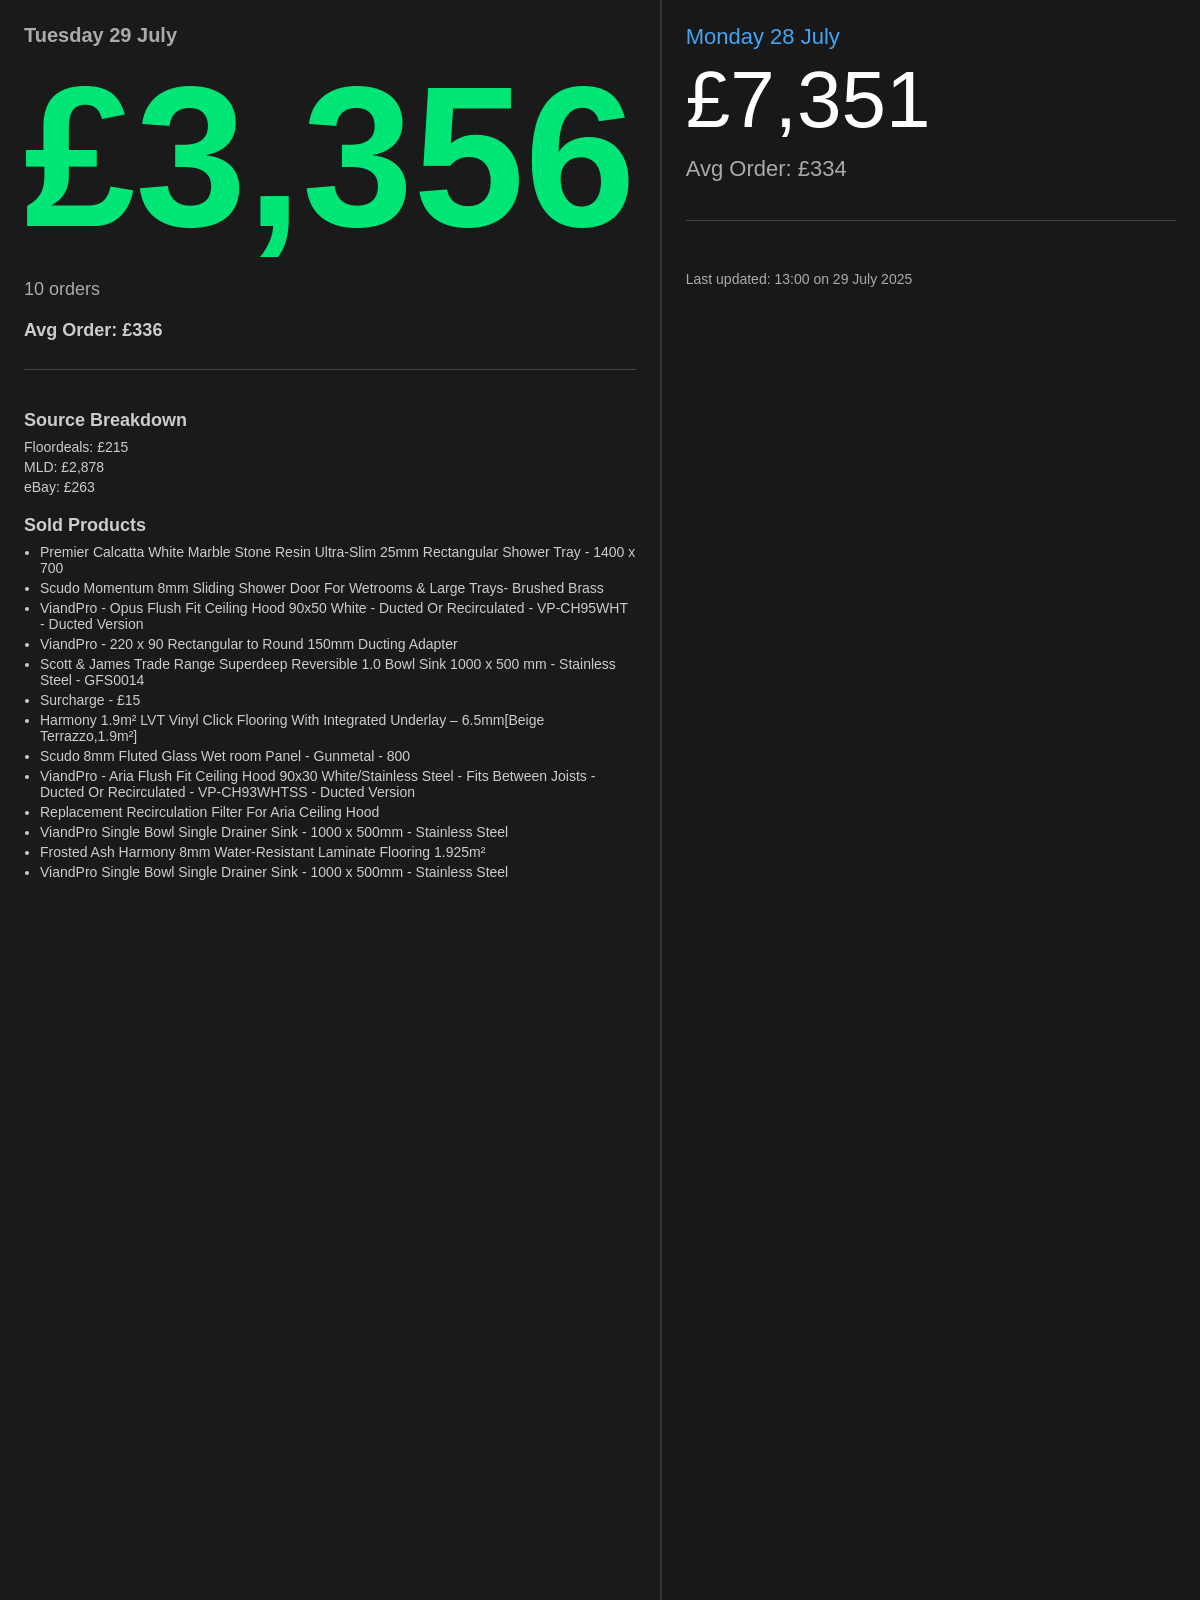 Tuesday 29 July
£3,356
10 orders
Avg Order: £336
Source Breakdown
Floordeals: £215
MLD: £2,878
eBay: £263
Sold Products
• Premier Calcatta White Marble Stone Resin Ultra-Slim 25mm Rectangular Shower Tray - 1400 x
700
• Scudo Momentum 8mm Sliding Shower Door For Wetrooms & Large Trays- Brushed Brass
• ViandPro - Opus Flush Fit Ceiling Hood 90x50 White - Ducted Or Recirculated - VP-CH95WHT
- Ducted Version
• ViandPro - 220 x 90 Rectangular to Round 150mm Ducting Adapter
• Scott & James Trade Range Superdeep Reversible 1.0 Bowl Sink 1000 x 500 mm - Stainless
Steel - GFS0014
• Surcharge - £15
• Harmony 1.9m² LVT Vinyl Click Flooring With Integrated Underlay – 6.5mm[Beige
Terrazzo,1.9m²]
• Scudo 8mm Fluted Glass Wet room Panel - Gunmetal - 800
• ViandPro - Aria Flush Fit Ceiling Hood 90x30 White/Stainless Steel - Fits Between Joists -
Ducted Or Recirculated - VP-CH93WHTSS - Ducted Version
• Replacement Recirculation Filter For Aria Ceiling Hood
• ViandPro Single Bowl Single Drainer Sink - 1000 x 500mm - Stainless Steel
• Frosted Ash Harmony 8mm Water-Resistant Laminate Flooring 1.925m²
• ViandPro Single Bowl Single Drainer Sink - 1000 x 500mm - Stainless Steel
Monday 28 July
£7,351
Avg Order: £334
Last updated: 13:00 on 29 July 2025